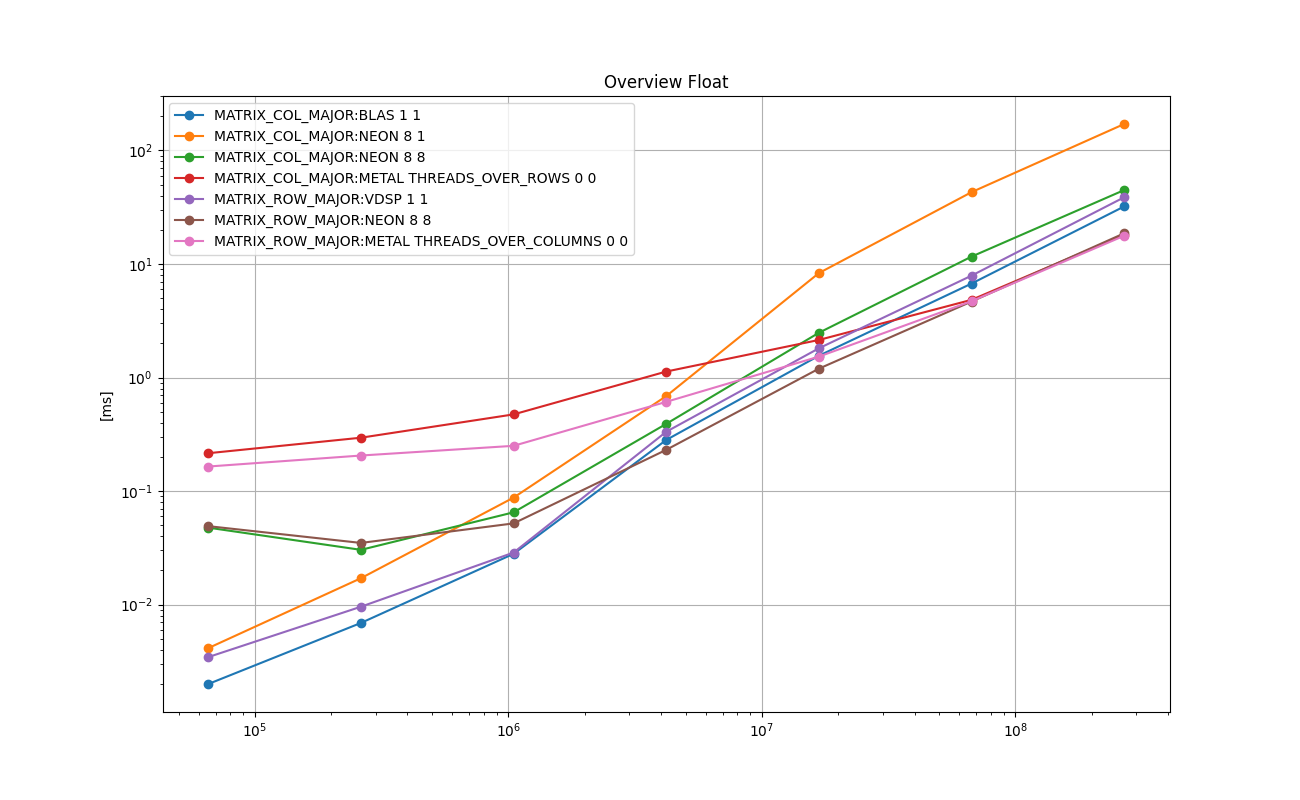 Overview Float
MATRIX_COL_MAJOR:BLAS 1 1
MATRIX_COL_MAJOR:NEON 8 1
MATRIX_COL_MAJOR:NEON 8 8
MATRIX_COL_MAJOR:METAL THREADS_OVER_ROWS 0 0
MATRIX_ROW_MAJOR:VDSP 1 1
MATRIX_ROW_MAJOR:NEON 8 8
MATRIX_ROW_MAJOR:METAL THREADS_OVER_COLUMNS 0 0
10²
10¹
10⁰
10⁻¹
10⁻²
[ms]
10⁵ 10⁶ 10⁷ 10⁸